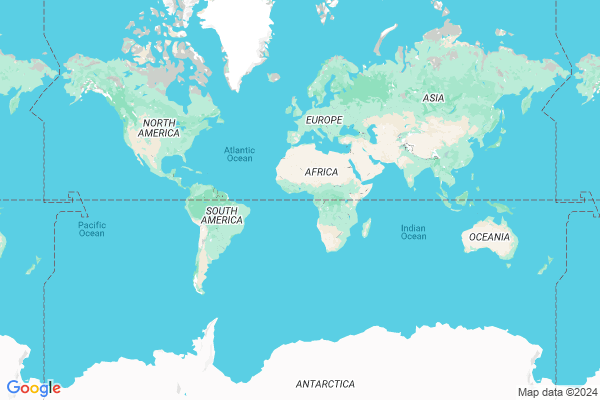 ASIA
EUROPE
NORTH
AMERICA
Atlantic
Ocean
AFRICA
SOUTH
AMERICA
Pacific
Ocean
Indian
Ocean
OCEANIA
ANTARCTICA
Google
Map data ©2024